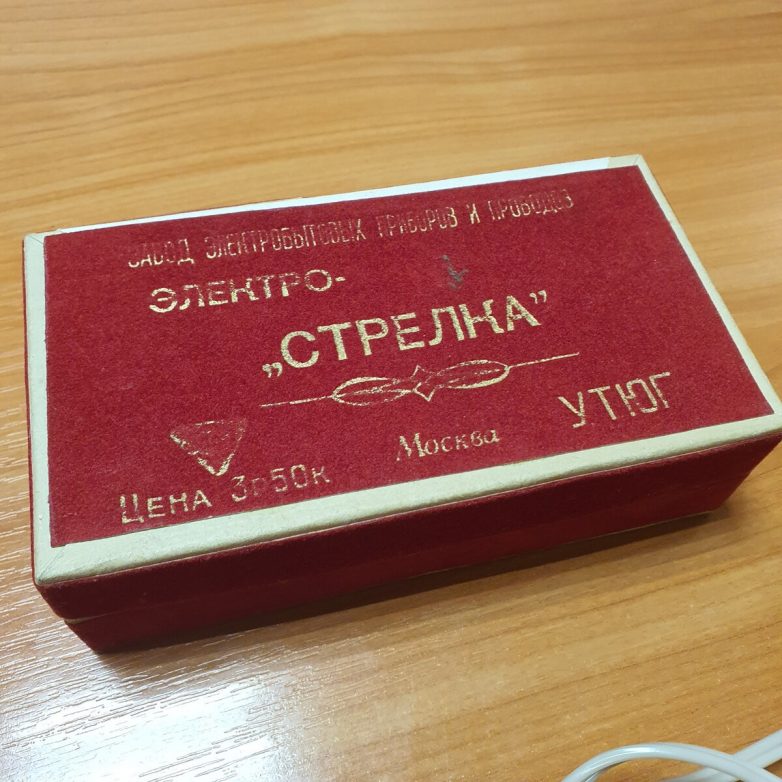 ЗАВОД ЭЛЕКТРОБЫТОВЫХ ПРИБОРОВ И ПРОВОДОВ
ЭЛЕКТРО-
„СТРЕЛКА”
УТЮГ
Москва
ЦЕНА 3р50к